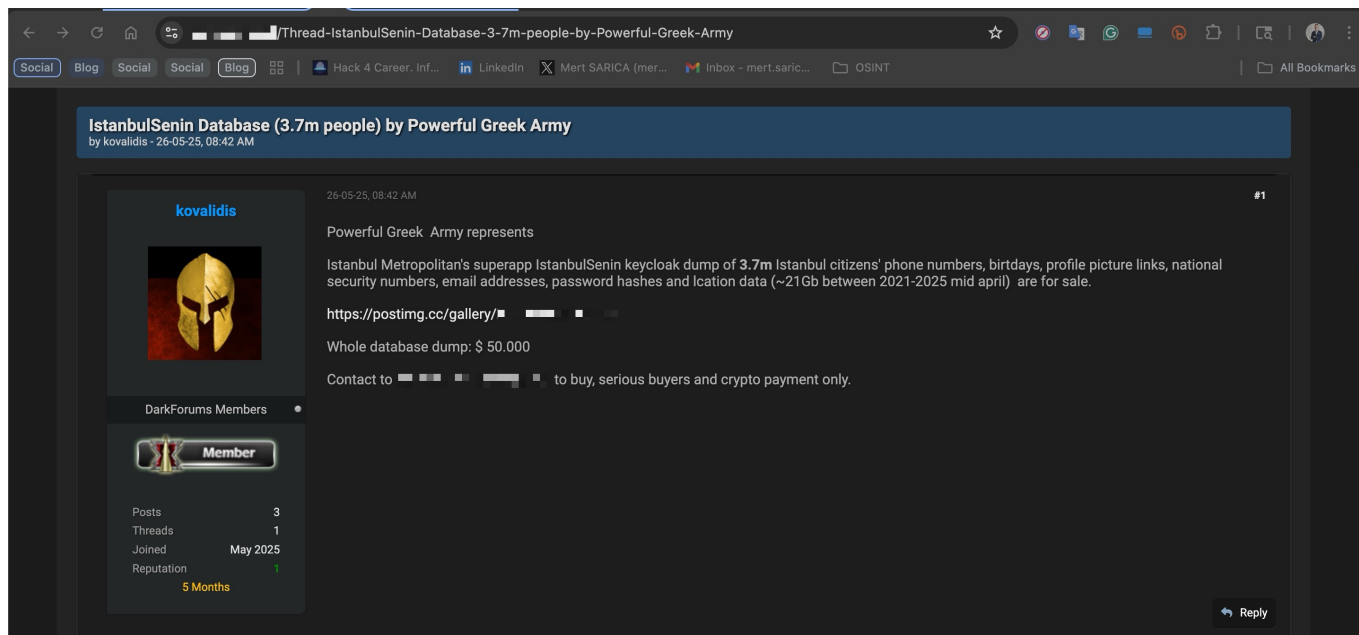 /Thread-IstanbulSenin-Database-3-7m-people-by-Powerful-Greek-Army
Social
Blog
Social
Social
Blog
Hack 4 Career. Inf...
LinkedIn
Mert SARICA (mer...
Inbox - mert.saric...
OSINT
All Bookmarks
IstanbulSenin Database (3.7m people) by Powerful Greek Army
by kovalidis - 26-05-25, 08:42 AM
kovalidis
DarkForums Members
Member
Posts 3
Threads 1
Joined May 2025
Reputation 1
5 Months
26-05-25, 08:42 AM
#1
Powerful Greek Army represents
Istanbul Metropolitan's superapp IstanbulSenin keycloak dump of 3.7m Istanbul citizens' phone numbers, birtdays, profile picture links, national
security numbers, email addresses, password hashes and lcation data (~21Gb between 2021-2025 mid april) are for sale.
https://postimg.cc/gallery/
Whole database dump: $ 50.000
Contact to to buy, serious buyers and crypto payment only.
Reply